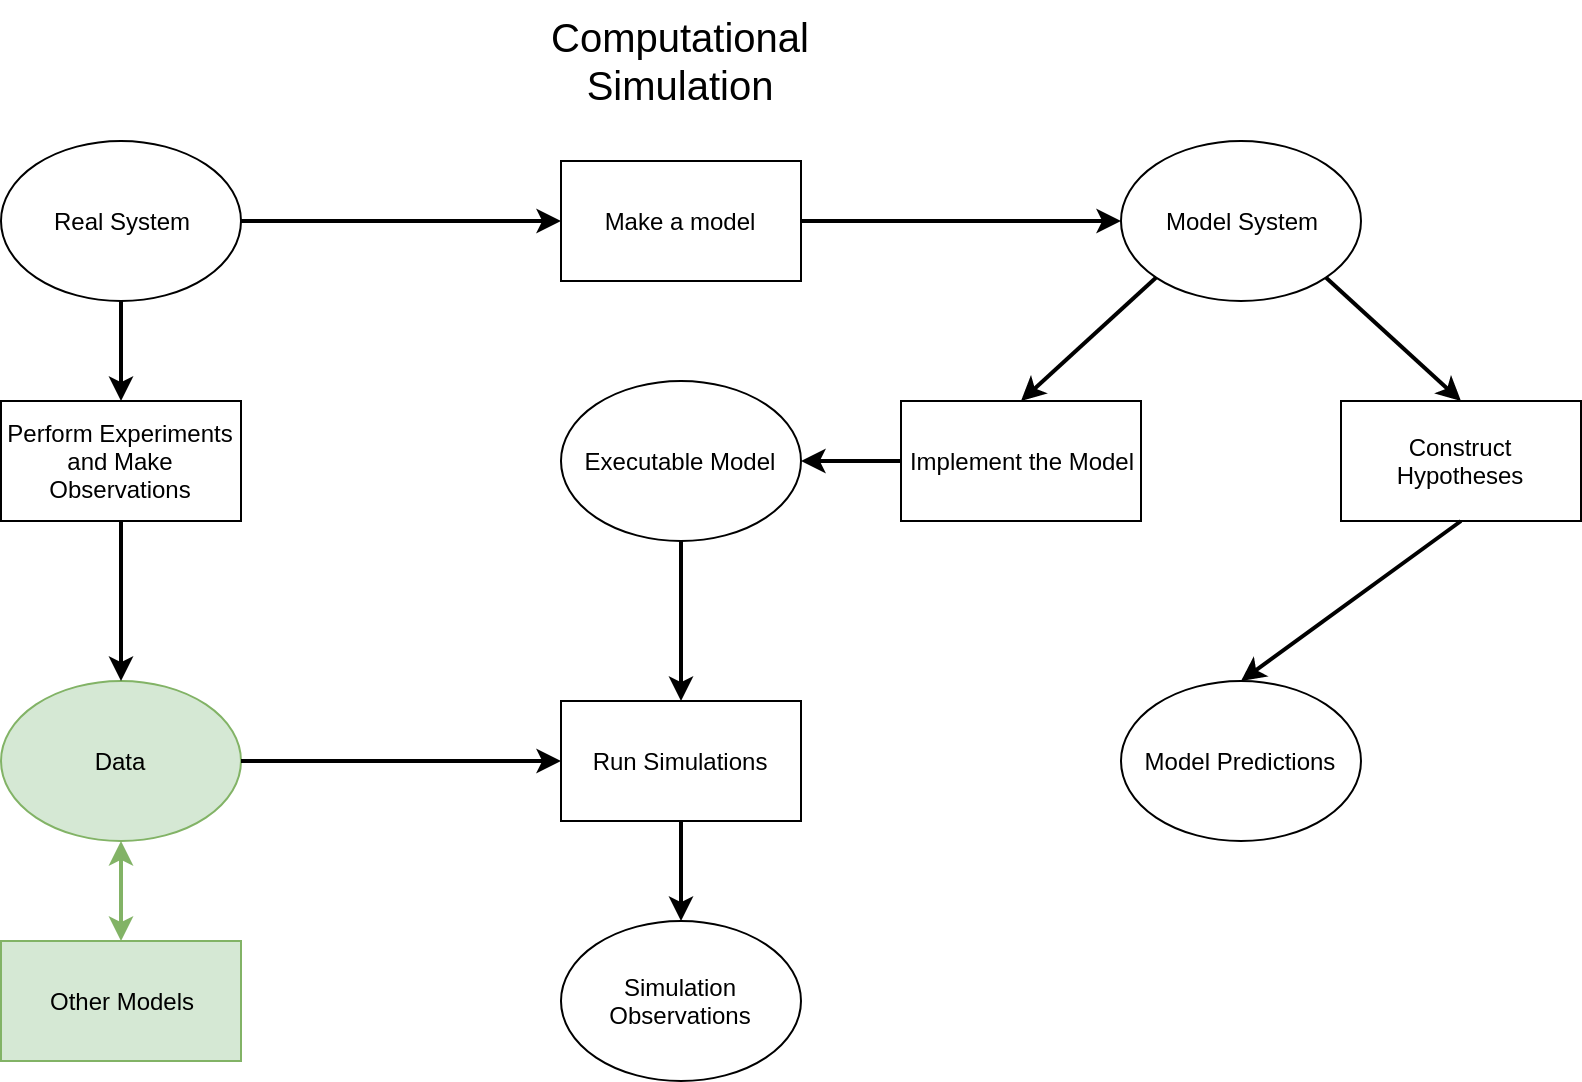 Computational
Simulation
Real System
Make a model
Model System
Perform Experiments
and Make
Observations
Executable Model
Implement the Model
Construct
Hypotheses
Data
Run Simulations
Model Predictions
Other Models
Simulation
Observations